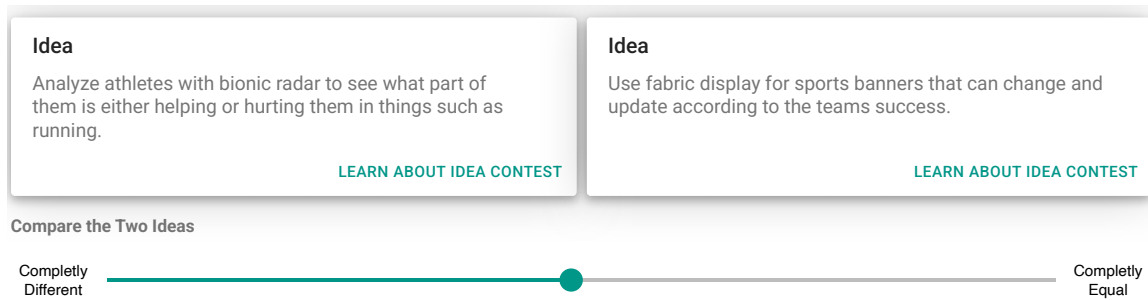 Idea
Analyze athletes with bionic radar to see what part of
them is either helping or hurting them in things such as
running.
LEARN ABOUT IDEA CONTEST
Idea
Use fabric display for sports banners that can change and
update according to the teams success.
LEARN ABOUT IDEA CONTEST
Compare the Two Ideas
Completly
Different
Completly
Equal